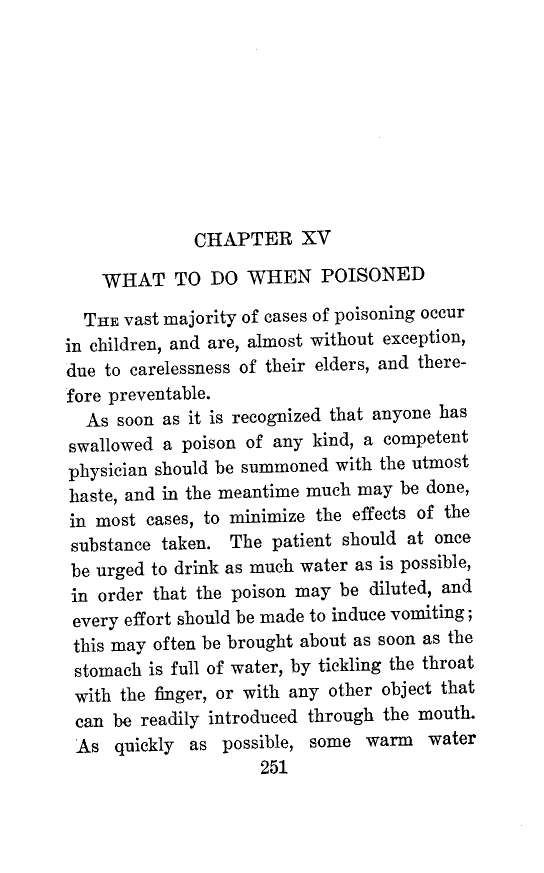 CHAPTER XV
WHAT TO DO WHEN POISONED
THE vast majority of cases of poisoning occur
in children, and are, almost without exception,
due to carelessness of their elders, and there-
fore preventable.
As soon as it is recognized that anyone has
swallowed a poison of any kind, a competent
physician should be summoned with the utmost
haste, and in the meantime much may be done,
in most cases, to minimize the effects of the
substance taken. The patient should at once
be urged to drink as much water as is possible,
in order that the poison may be diluted, and
every effort should be made to induce vomiting;
this may often be brought about as soon as the
stomach is full of water, by tickling the throat
with the finger, or with any other object that
can be readily introduced through the mouth.
As quickly as possible, some warm water
251